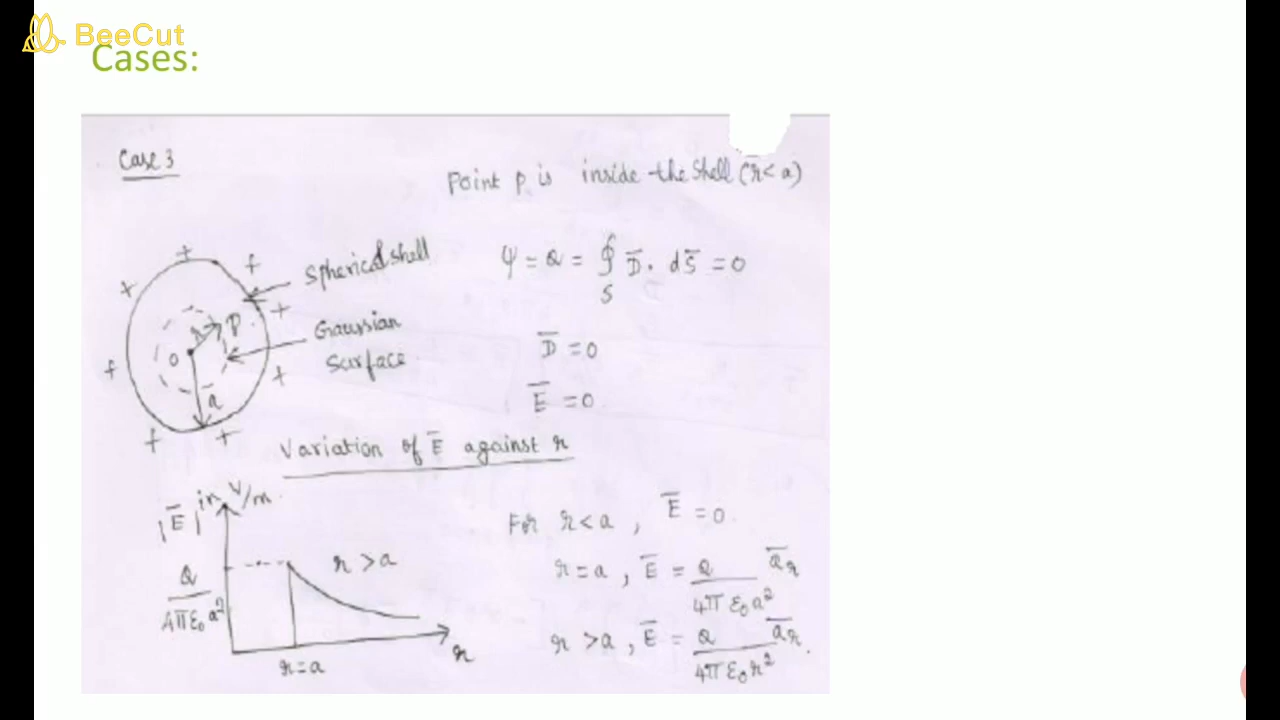 BeeCut
Cases:
Case 3
Point P is inside the shell (r̄ < a)
ψ = Q = ∮ D̄ . dS̄ = 0
S
D̄ = 0
Ē = 0
+ + + + + + + +
Spherical shell
Gaussian
Surface
P
r
O
a
Variation of Ē against r
|Ē| in V/m
Q
4πε₀a²
r > a
r = a
r
For r < a , Ē = 0.
r = a , Ē = Q / 4πε₀a² āᵣ
r > a , Ē = Q / 4πε₀r² āᵣ.